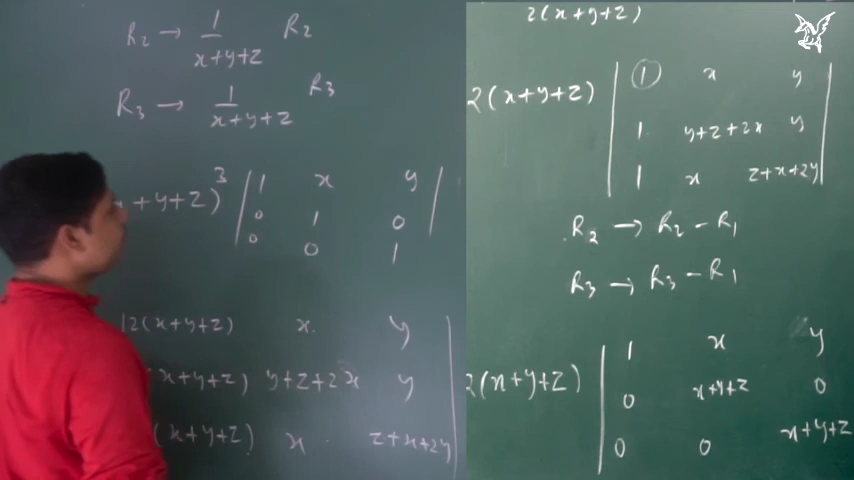 R2 → 1/(x+y+z) R2
R3 → 1/(x+y+z) R3
x+y+z)³ | 1 x y |
0 1 0
0 0 1
2(x+y+z) x y
x+y+z) y+z+2x y
(x+y+z) x z+x+2y
2(x+y+z)
2(x+y+z) | 1 x y |
1 y+z+2x y
1 x z+x+2y
R2 → R2 - R1
R3 → R3 - R1
2(x+y+z) | 1 x y
0 x+y+z 0
0 0 x+y+z